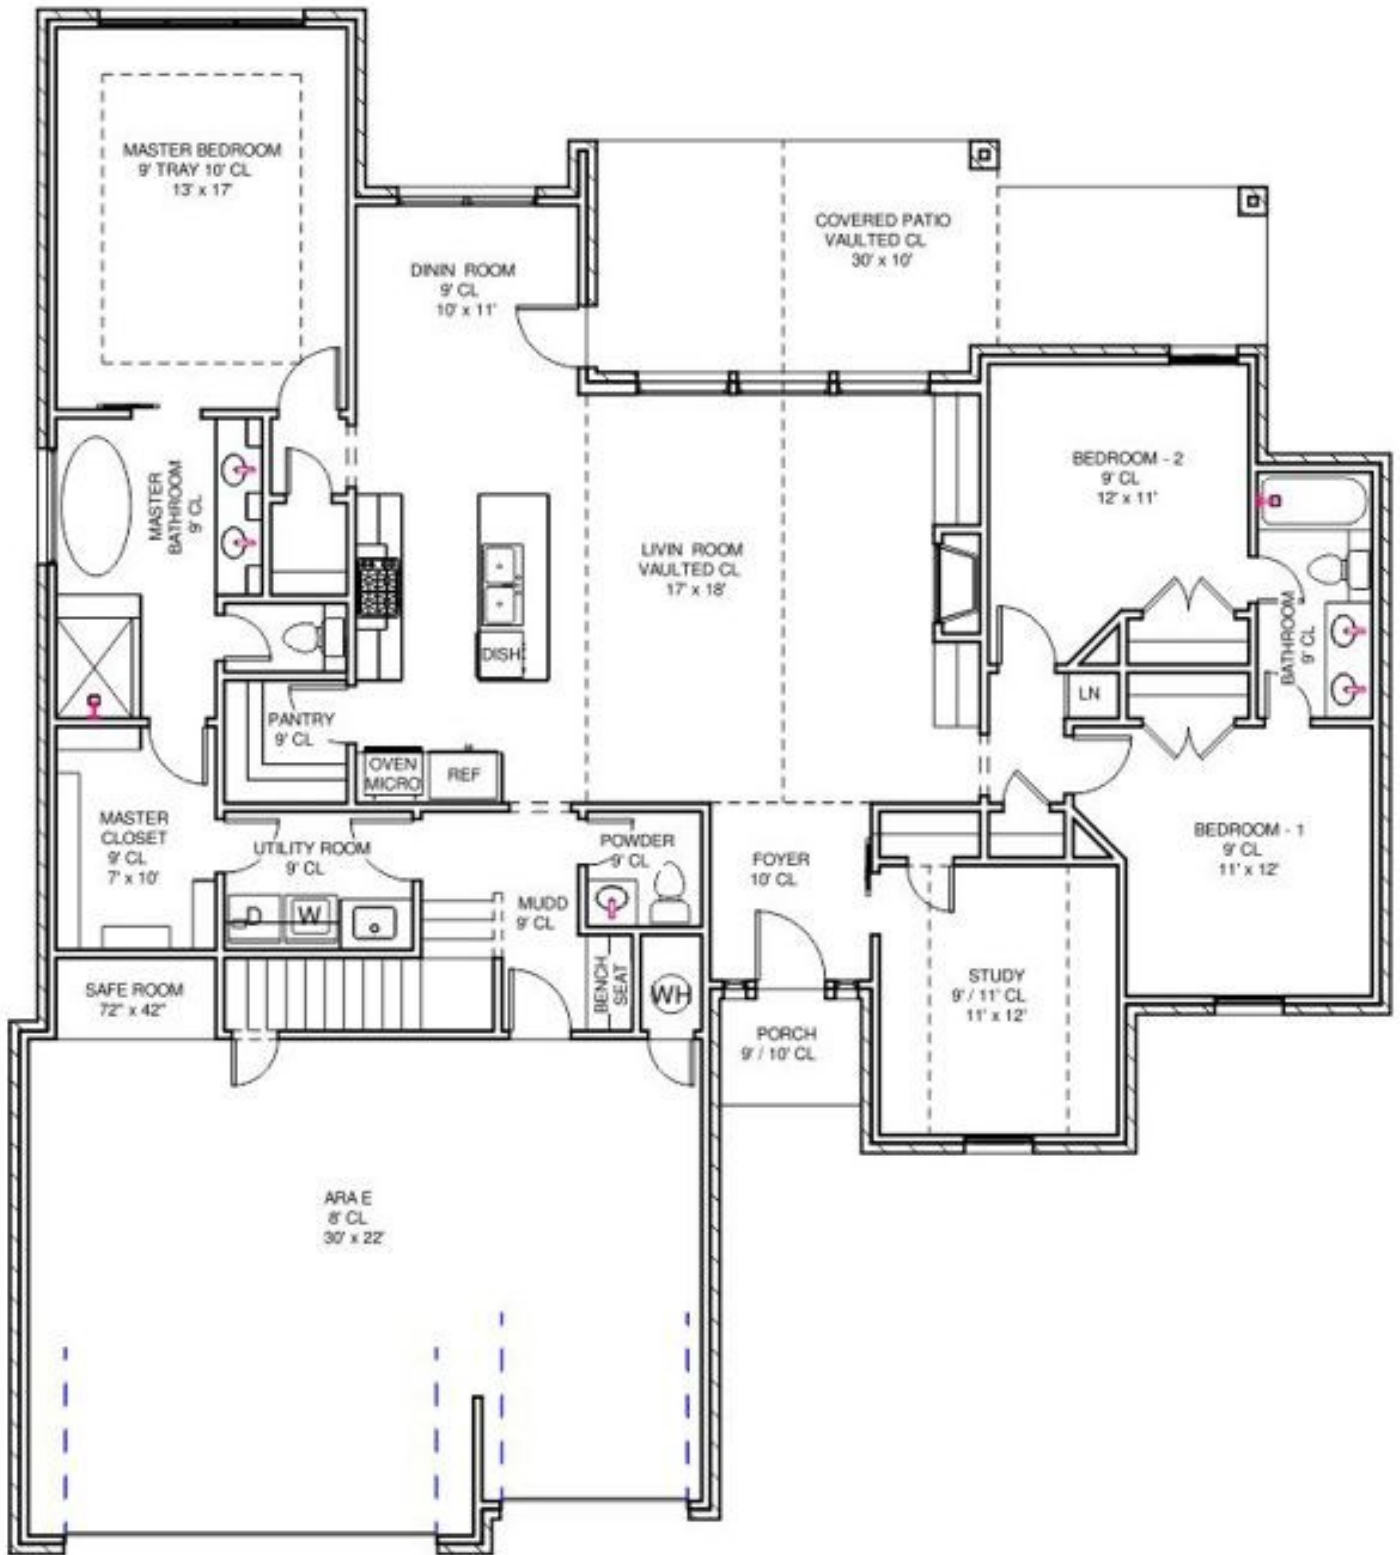 MASTER BEDROOM
9' TRAY 10' CL
13' x 17'
COVERED PATIO
VAULTED CL
30' x 10'
DININ ROOM
9' CL
10' x 11'
MASTER
BATHROOM
9' CL
BEDROOM - 2
9' CL
12' x 11'
LIVIN ROOM
VAULTED CL
17' x 18'
DISH
BATHROOM
9' CL
LN
PANTRY
9' CL
OVEN
MICRO
REF
MASTER
CLOSET
9' CL
7' x 10'
UTILITY ROOM
9' CL
D
W
POWDER
9' CL
MUDD
9' CL
FOYER
10' CL
BEDROOM - 1
9' CL
11' x 12'
SAFE ROOM
72" x 42"
BENCH
SEAT
WH
STUDY
9' / 11' CL
11' x 12'
PORCH
9' / 10' CL
ARA E
8' CL
30' x 22'